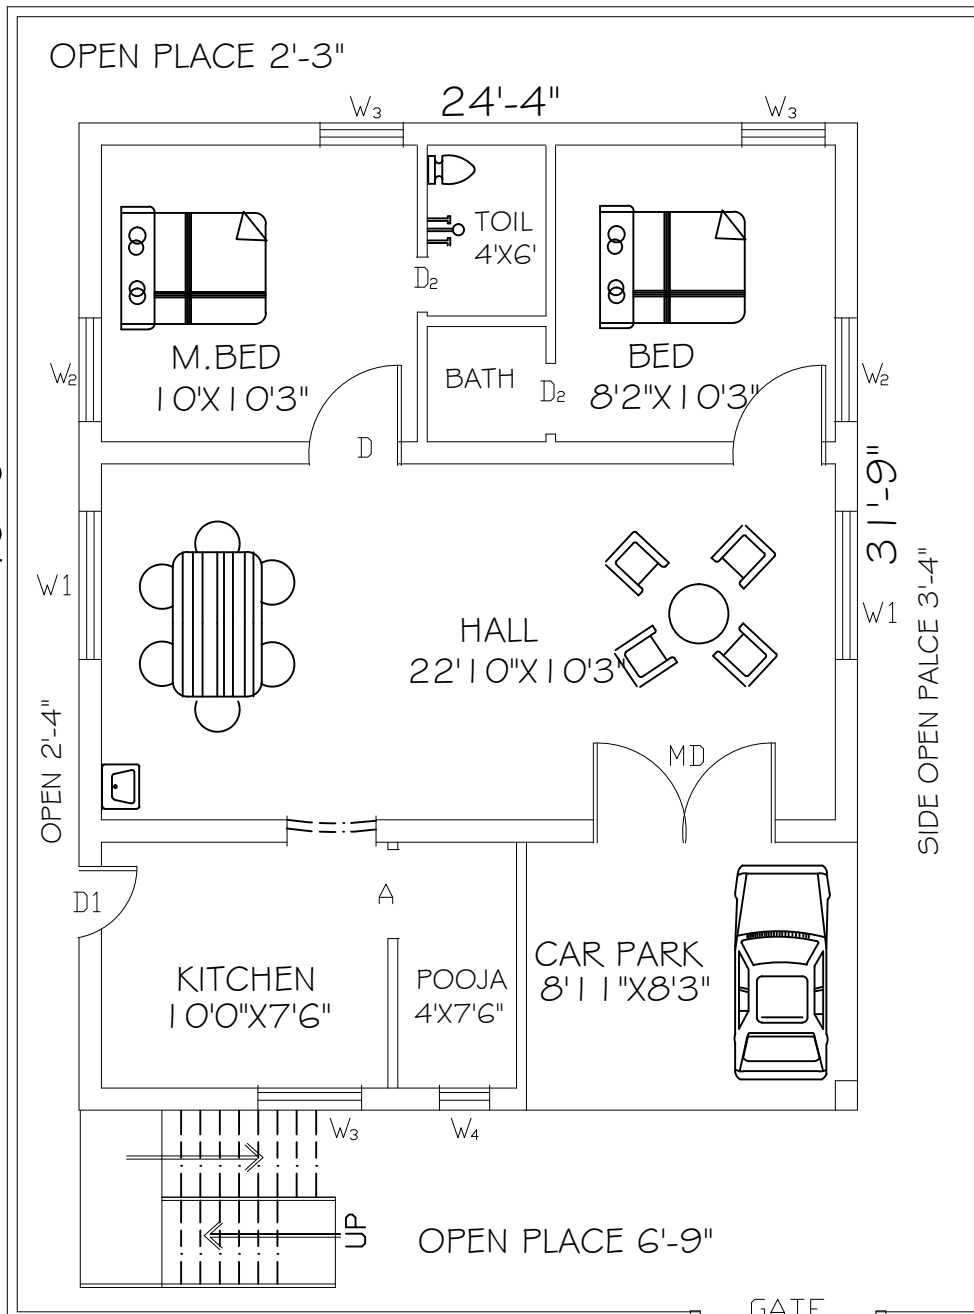 OPEN PLACE 2'-3"
24'-4"
W3
W3
TOIL
4'X6'
D2
M.BED
10'X10'3"
BATH
D2
BED
8'2"X10'3"
W2
W2
D
31'-9"
W1
W1
HALL
22'10"X10'3"
SIDE OPEN PALCE 3'-4"
OPEN 2'-4"
MD
D1
A
KITCHEN
10'0"X7'6"
POOJA
4'X7'6"
CAR PARK
8'11"X8'3"
W3
W4
UP
OPEN PLACE 6'-9"
GATE